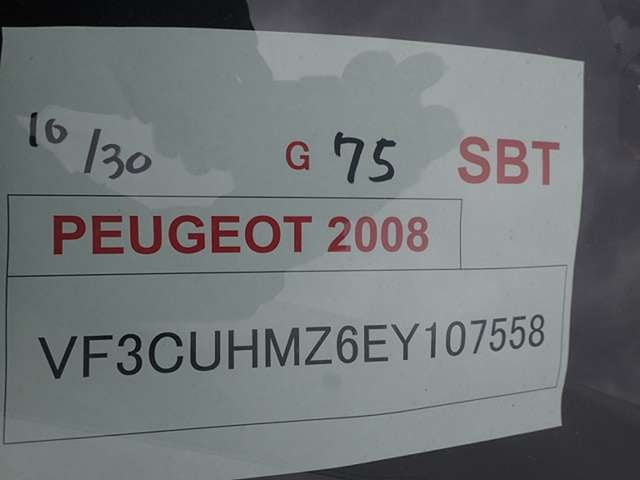 10/30 G 75 SBT
PEUGEOT 2008
VF3CUHMZ6EY107558